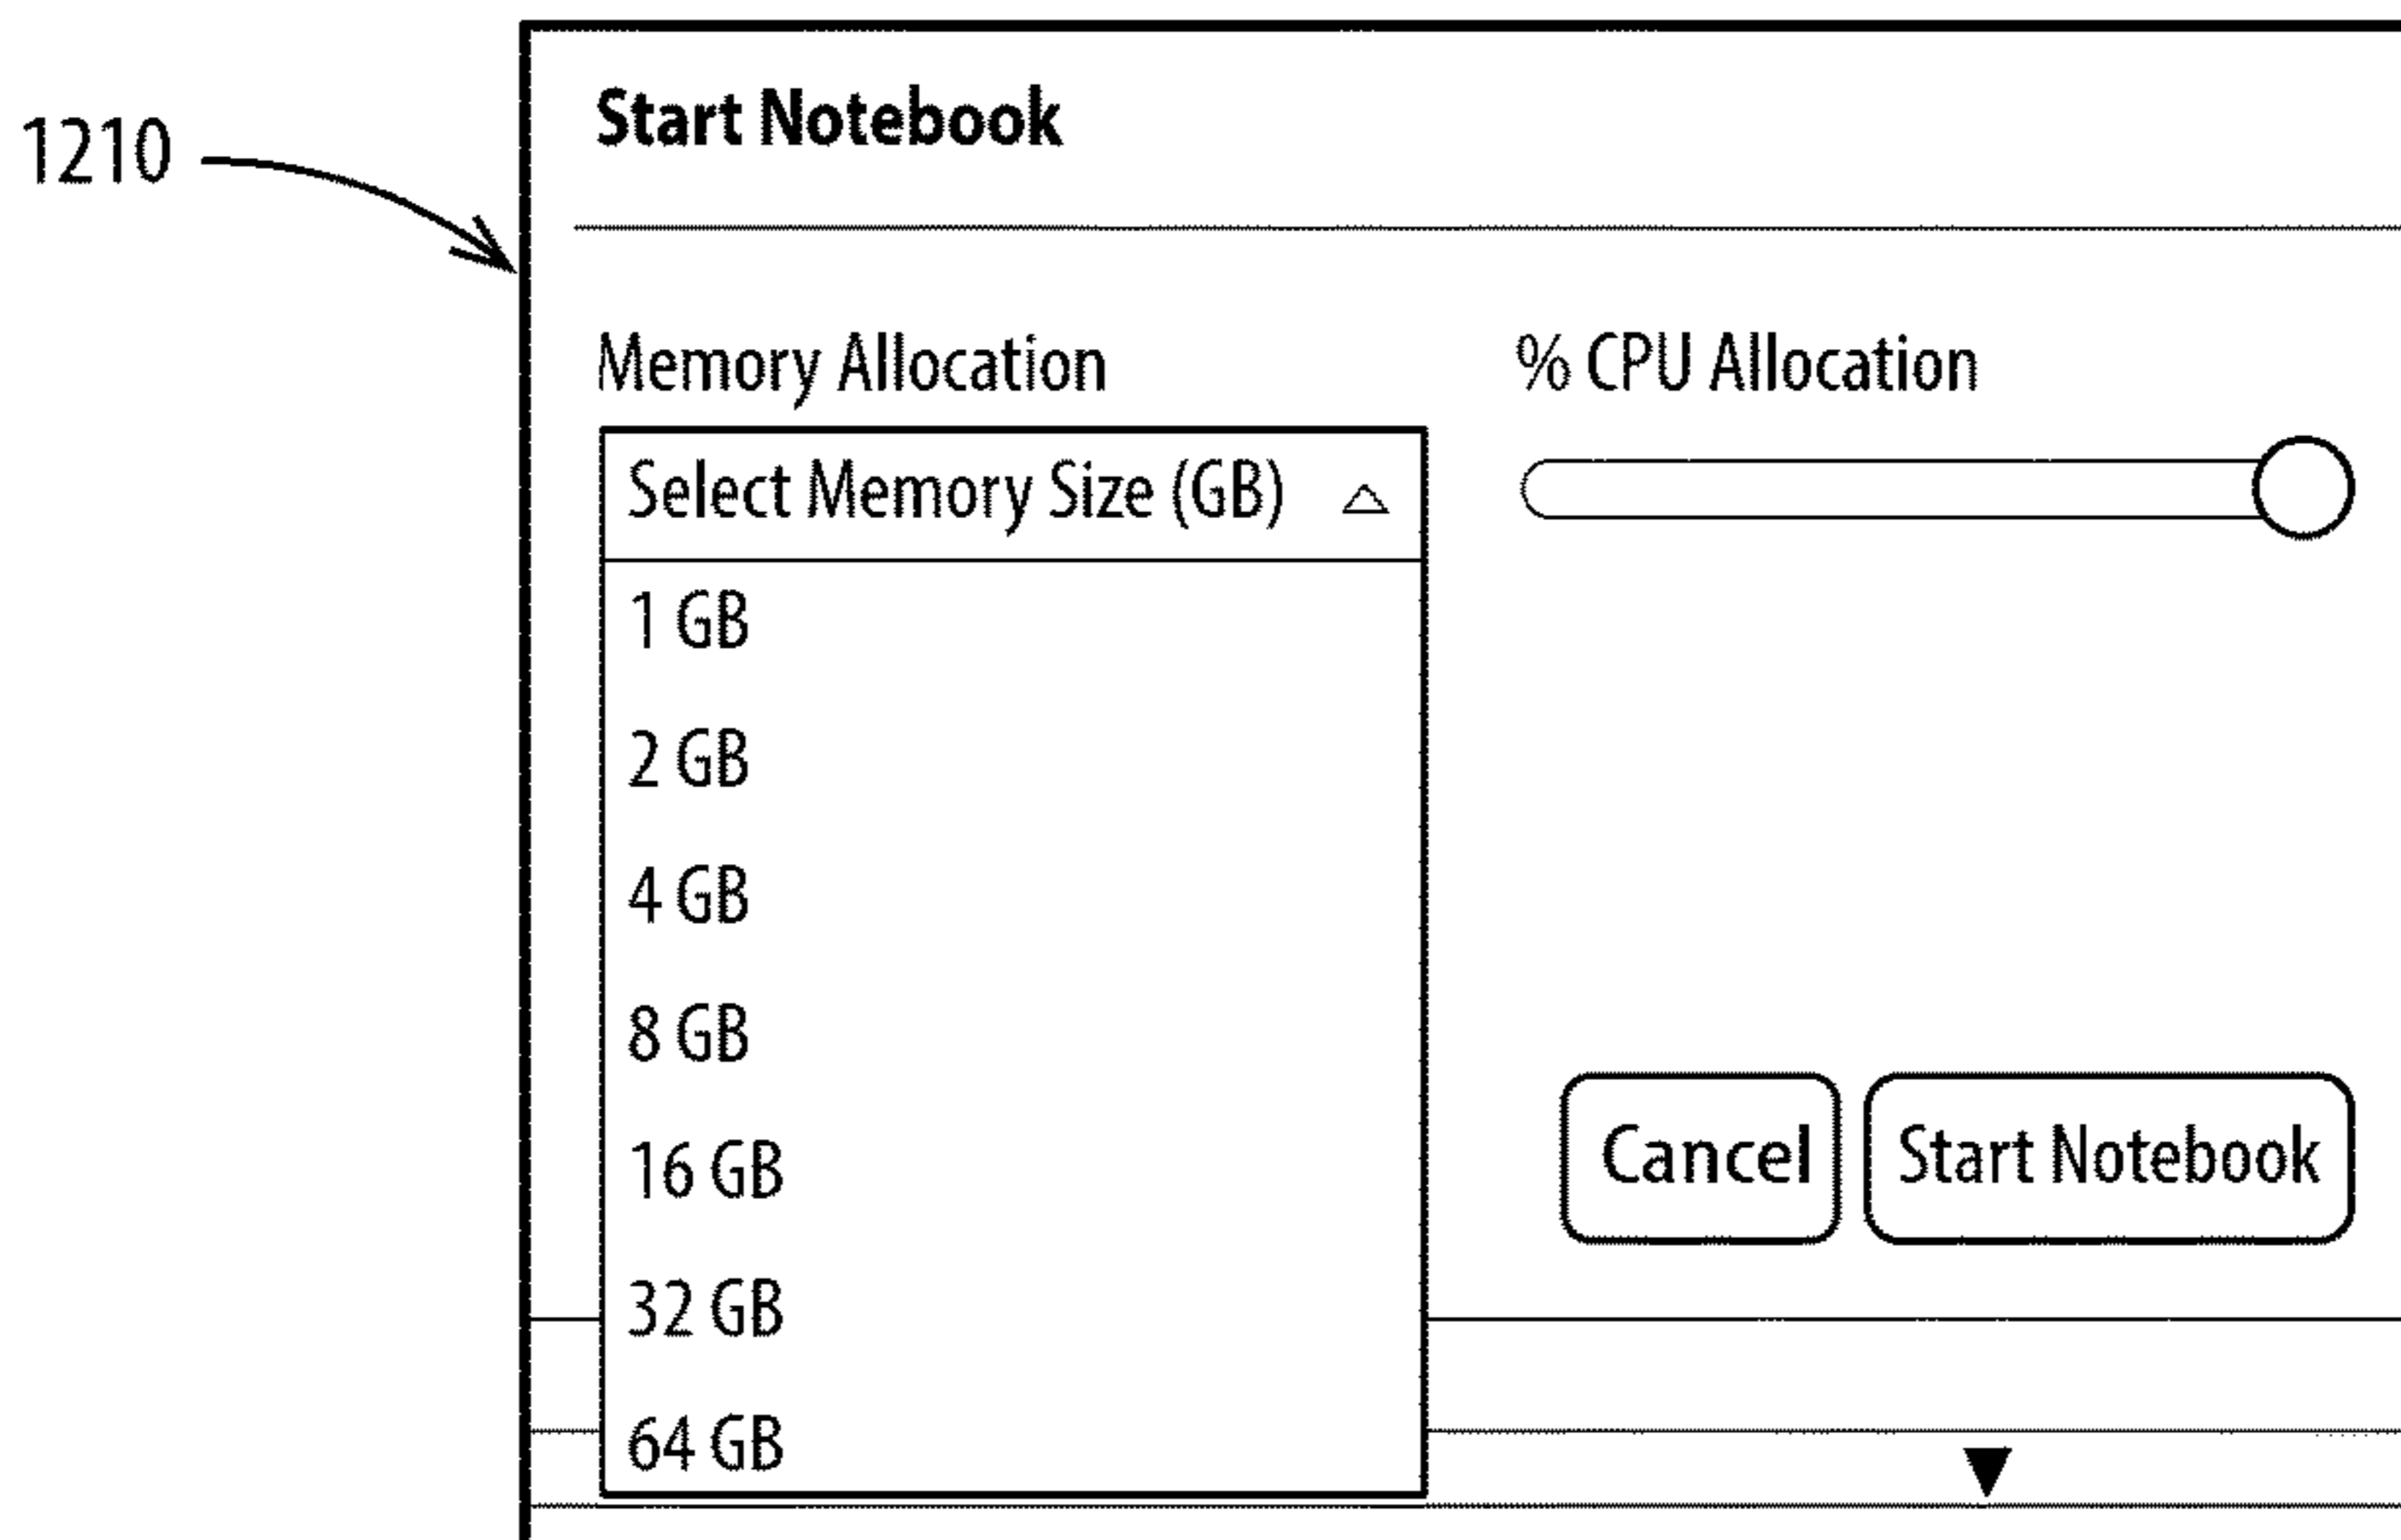 1210
Start Notebook
Memory Allocation
% CPU Allocation
Select Memory Size (GB)
1 GB
2 GB
4 GB
8 GB
16 GB
32 GB
64 GB
Cancel
Start Notebook